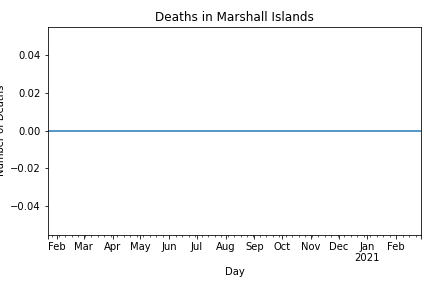 Deaths in Marshall Islands
0.04
0.02
0.00
−0.02
−0.04
Number of Deaths
Feb Mar Apr May Jun Jul Aug Sep Oct Nov Dec Jan Feb
2021
Day